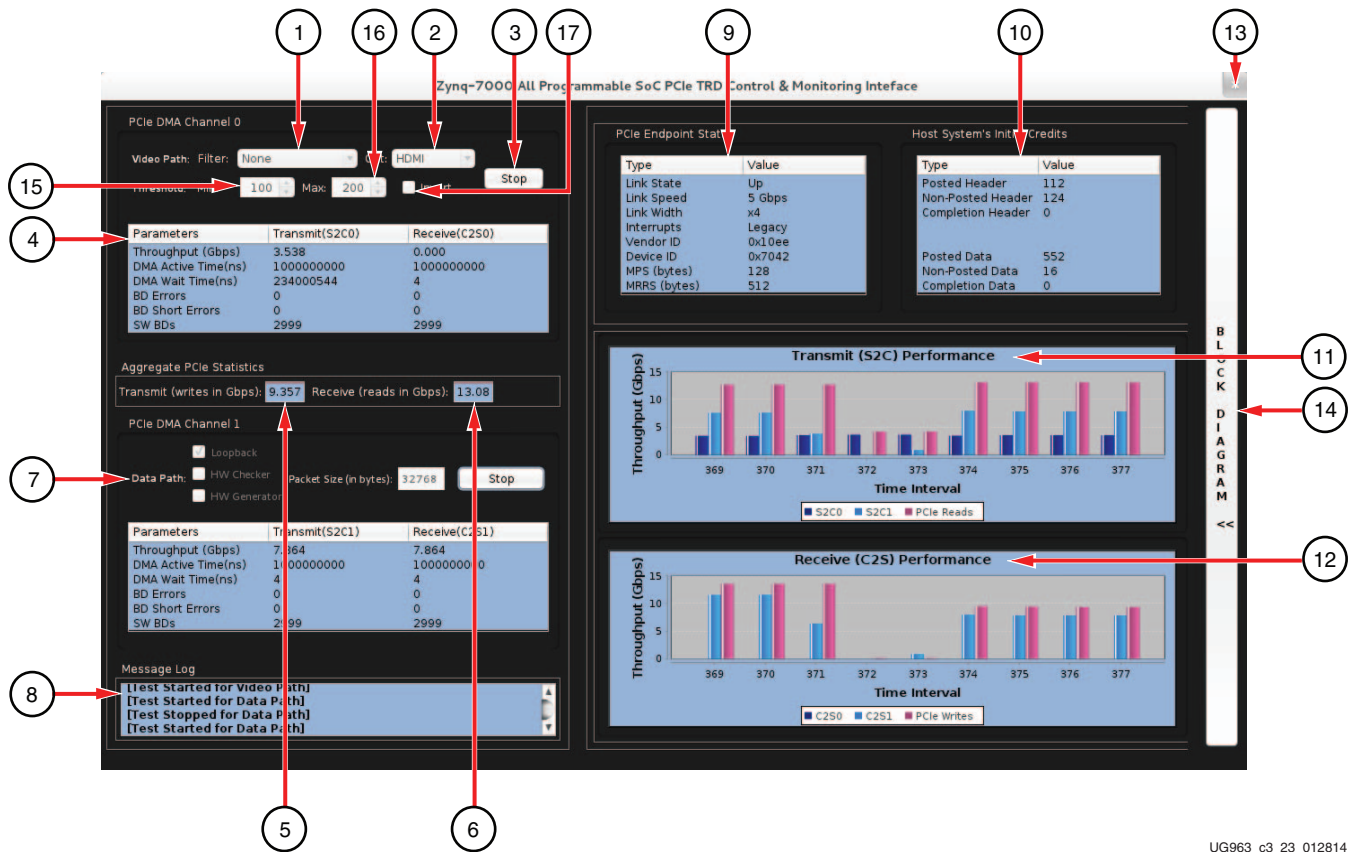 1
16
2
3
17
9
10
13
Zynq-7000 All Programmable SoC PCIe TRD Control & Monitoring Inteface
PCIe DMA Channel 0
Video Path: Filter: None HDMI
100 Max: 200
Stop
15
4
Parameters Transmit(S2C0) Receive(C2S0)
Throughput (Gbps) 3.538 0.000
DMA Active Time(ns) 1000000000 1000000000
DMA Wait Time(ns) 234000544 4
BD Errors 0 0
BD Short Errors 0 0
SW BDs 2999 2999
Aggregate PCIe Statistics
Transmit (writes in Gbps): 9.357 Receive (reads in Gbps): 13.08
PCIe DMA Channel 1
7
Data Path:
Loopback
HW Checker
HW Generator
Packet Size (in bytes): 32768
Stop
Parameters Transmit(S2C1) Receive(C2S1)
Throughput (Gbps) 7.864 7.864
DMA Active Time(ns) 1000000000 1000000000
DMA Wait Time(ns) 4 4
BD Errors 0 0
BD Short Errors 0 0
SW BDs 2999 2999
Message Log
8
[Test Started for Video Path]
[Test Started for Data Path]
[Test Stopped for Data Path]
[Test Started for Data Path]
5
6
PCIe Endpoint
Type Value
Link State Up
Link Speed 5 Gbps
Link Width x4
Interrupts Legacy
Vendor ID 0x10ee
Device ID 0x7042
MPS (bytes) 128
MRRS (bytes) 512
Host System's Credits
Type Value
Posted Header 112
Non-Posted Header 124
Completion Header 0
Posted Data 552
Non-Posted Data 16
Completion Data 0
Transmit (S2C) Performance
11
Throughput (Gbps)
15
10
5
0
369 370 371 372 373 374 375 376 377
Time Interval
S2C0 S2C1 PCIe Reads
Receive (C2S) Performance
12
Throughput (Gbps)
15
10
5
0
369 370 371 372 373 374 375 376 377
Time Interval
C2S0 C2S1 PCIe Writes
BLOCK DIAGRAM <<
14
UG963_c3_23_012814